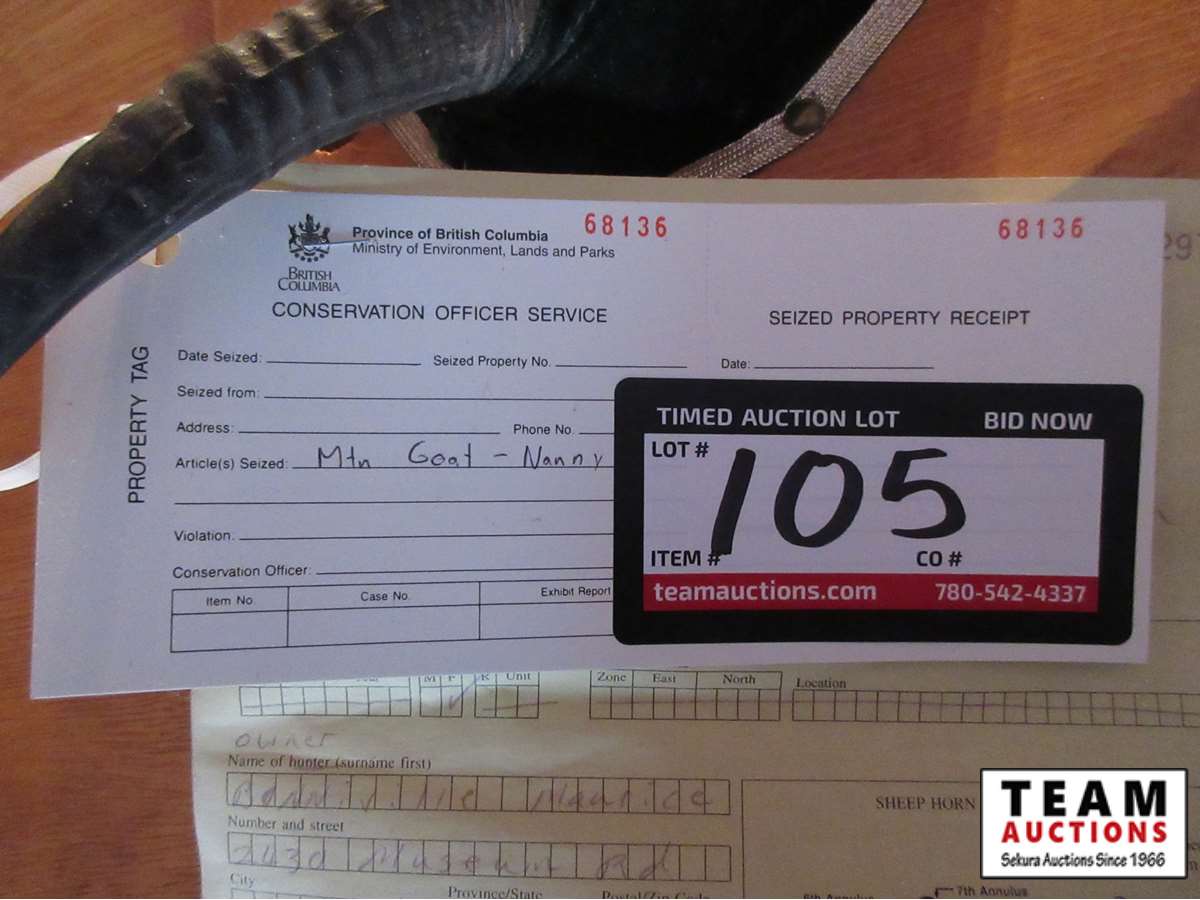 Province of British Columbia 68136
Ministry of Environment, Lands and Parks
BRITISH
COLUMBIA
CONSERVATION OFFICER SERVICE
PROPERTY TAG
Date Seized: Seized Property No.
Seized from:
Address: Phone No.
Article(s) Seized: Mtn Goat - Nanny
Violation:
Conservation Officer:
Item No. Case No. Exhibit Report
68136
SEIZED PROPERTY RECEIPT
Date:
TIMED AUCTION LOT BID NOW
LOT # 105
ITEM # CO #
teamauctions.com 780-542-4337
M F R Unit
Zone East North
Location
owner
Name of hunter (surname first)
Maurice
Number and street
2430 Museum Rd
City Province/State Postal/Zip Code
SHEEP HORN
7th Annulus
TEAM
AUCTIONS
Sekura Auctions Since 1966